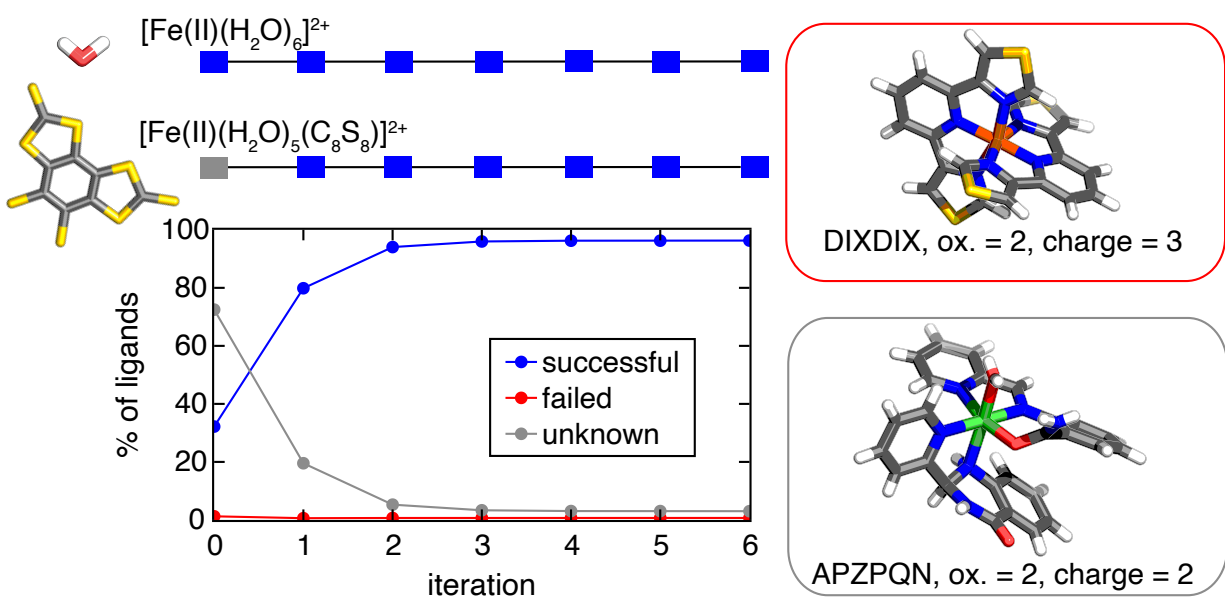 [Fe(II)(H₂O)₆]²⁺
[Fe(II)(H₂O)₅(C₈S₈)]²⁺
% of ligands
100
80
60
40
20
0
successful
failed
unknown
0 1 2 3 4 5 6
iteration
DIXDIX, ox. = 2, charge = 3
APZPQN, ox. = 2, charge = 2